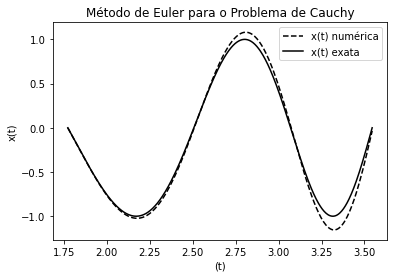 Método de Euler para o Problema de Cauchy
x(t) numérica
x(t) exata
1.0
0.5
0.0
−0.5
−1.0
x(t)
1.75
2.00
2.25
2.50
2.75
3.00
3.25
3.50
(t)